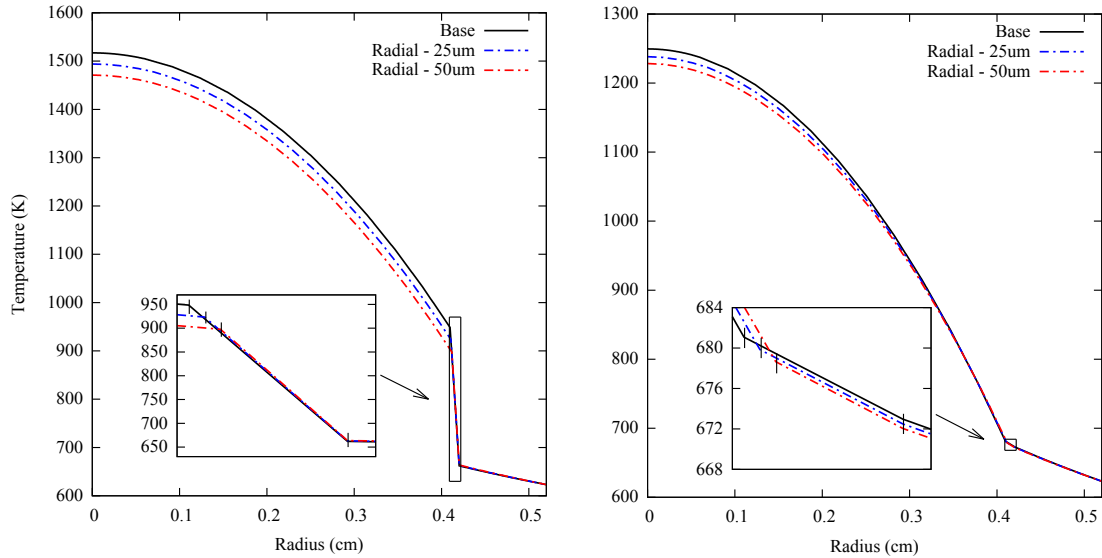 1600
1500
1400
1300
1200
1100
1000
900
800
700
600
Temperature (K)
Base
Radial - 25um
Radial - 50um
950
900
850
800
750
700
650
0 0.1 0.2 0.3 0.4 0.5
Radius (cm)
1300
1200
1100
1000
900
800
700
600
Base
Radial - 25um
Radial - 50um
684
680
676
672
668
0 0.1 0.2 0.3 0.4 0.5
Radius (cm)